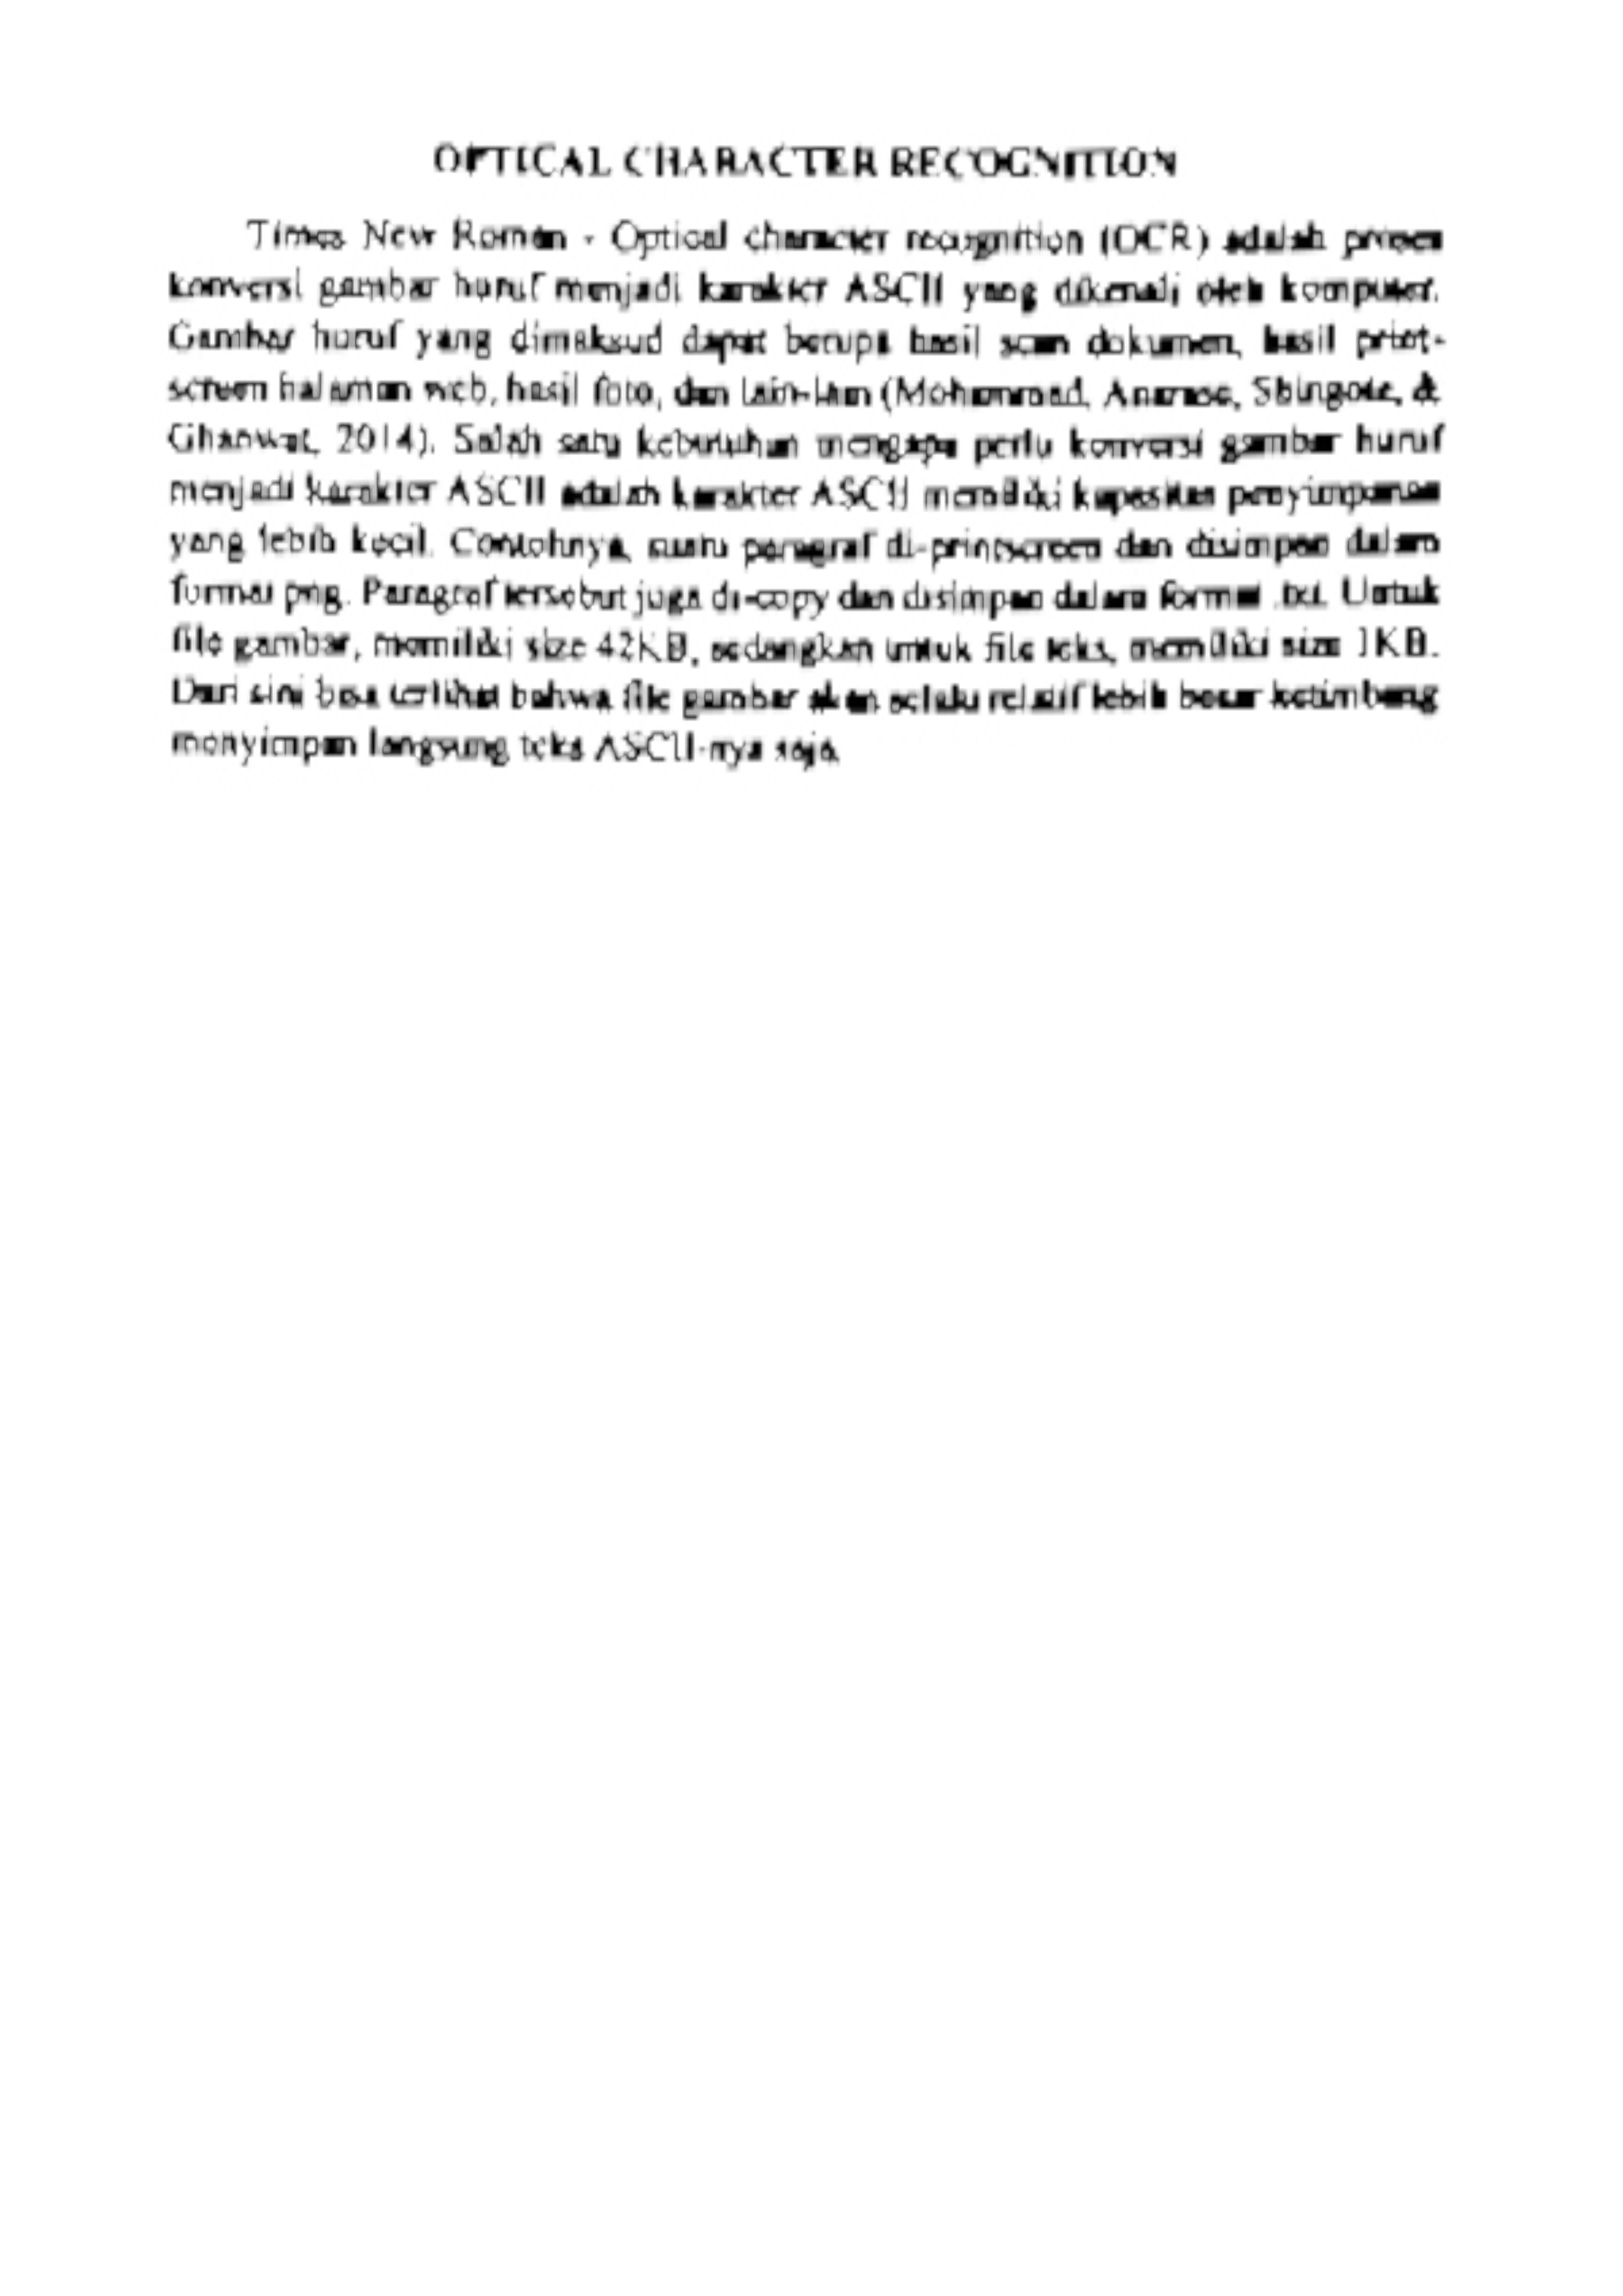 OPTICAL CHARACTER RECOGNITION
Times New Roman - Optical character recognition (OCR) adalah proses
konversi gambar huruf menjadi karakter ASCII yang dikenali oleh komputer.
Gambar huruf yang dimaksud dapat berupa hasil scan dokumen, hasil print-
screen halaman web, hasil foto, dan lain-lain (Mohammad, Anarase, Shingote, &
Ghanwat, 2014). Salah satu kebutuhan mengapa perlu konversi gambar huruf
menjadi karakter ASCII adalah karakter ASCII memiliki kapasitas penyimpanan
yang lebih kecil. Contohnya, suatu paragraf di-printscreen dan disimpan dalam
format png. Paragraf tersebut juga di-copy dan disimpan dalam format .txt. Untuk
file gambar, memiliki size 42KB, sedangkan untuk file teks, memiliki size 1KB.
Dari sini bisa terlihat bahwa file gambar akan selalu relatif lebih besar ketimbang
menyimpan langsung teks ASCII-nya saja.